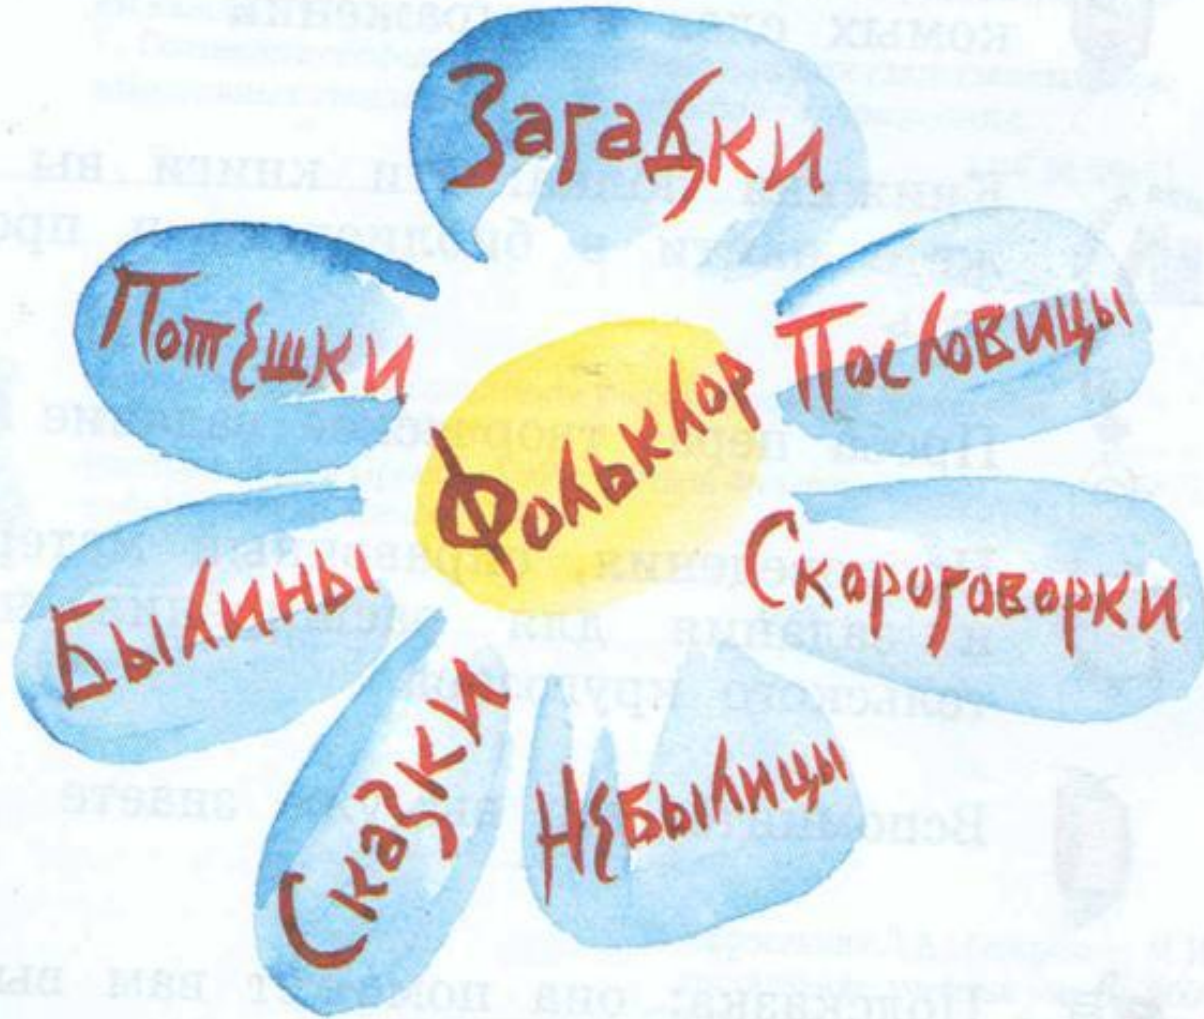 Загадки
Потешки
Пословицы
Фольклор
Скороговорки
Былины
Сказки
Небылицы